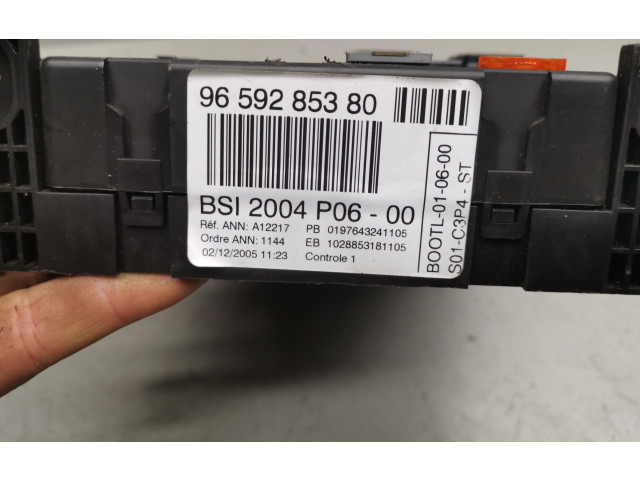 96 592 853 80
BSI 2004 P06 - 00
Réf. ANN: A12217 PB 0197643241105
Ordre ANN: 1144 EB 1028853181105
02/12/2005 11:23 Controle 1
BOOTL-01-06-00
S01-C3P4 - ST